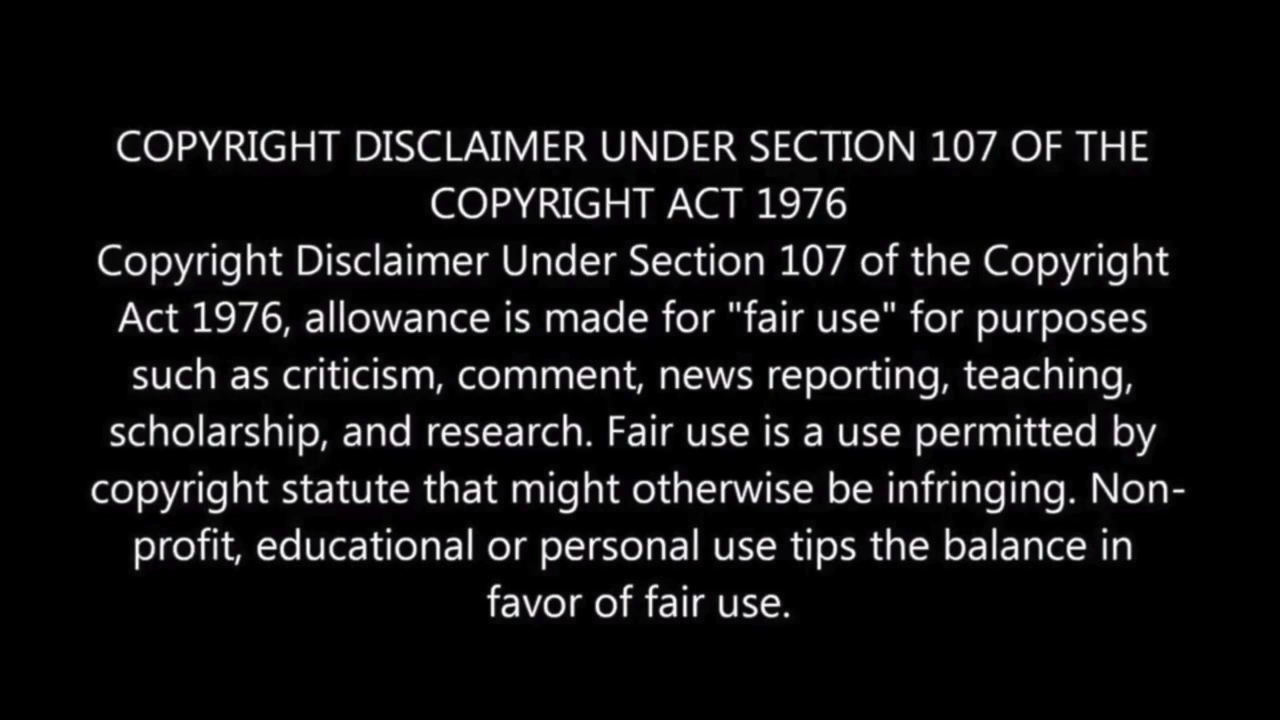 COPYRIGHT DISCLAIMER UNDER SECTION 107 OF THE
COPYRIGHT ACT 1976
Copyright Disclaimer Under Section 107 of the Copyright
Act 1976, allowance is made for "fair use" for purposes
such as criticism, comment, news reporting, teaching,
scholarship, and research. Fair use is a use permitted by
copyright statute that might otherwise be infringing. Non-
profit, educational or personal use tips the balance in
favor of fair use.